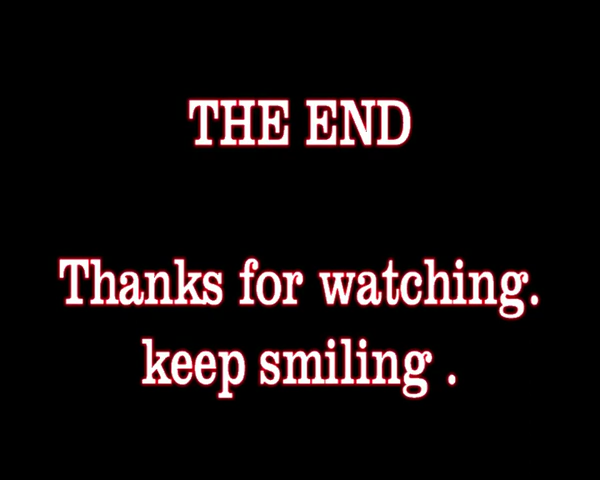 THE END
Thanks for watching.
keep smiling .